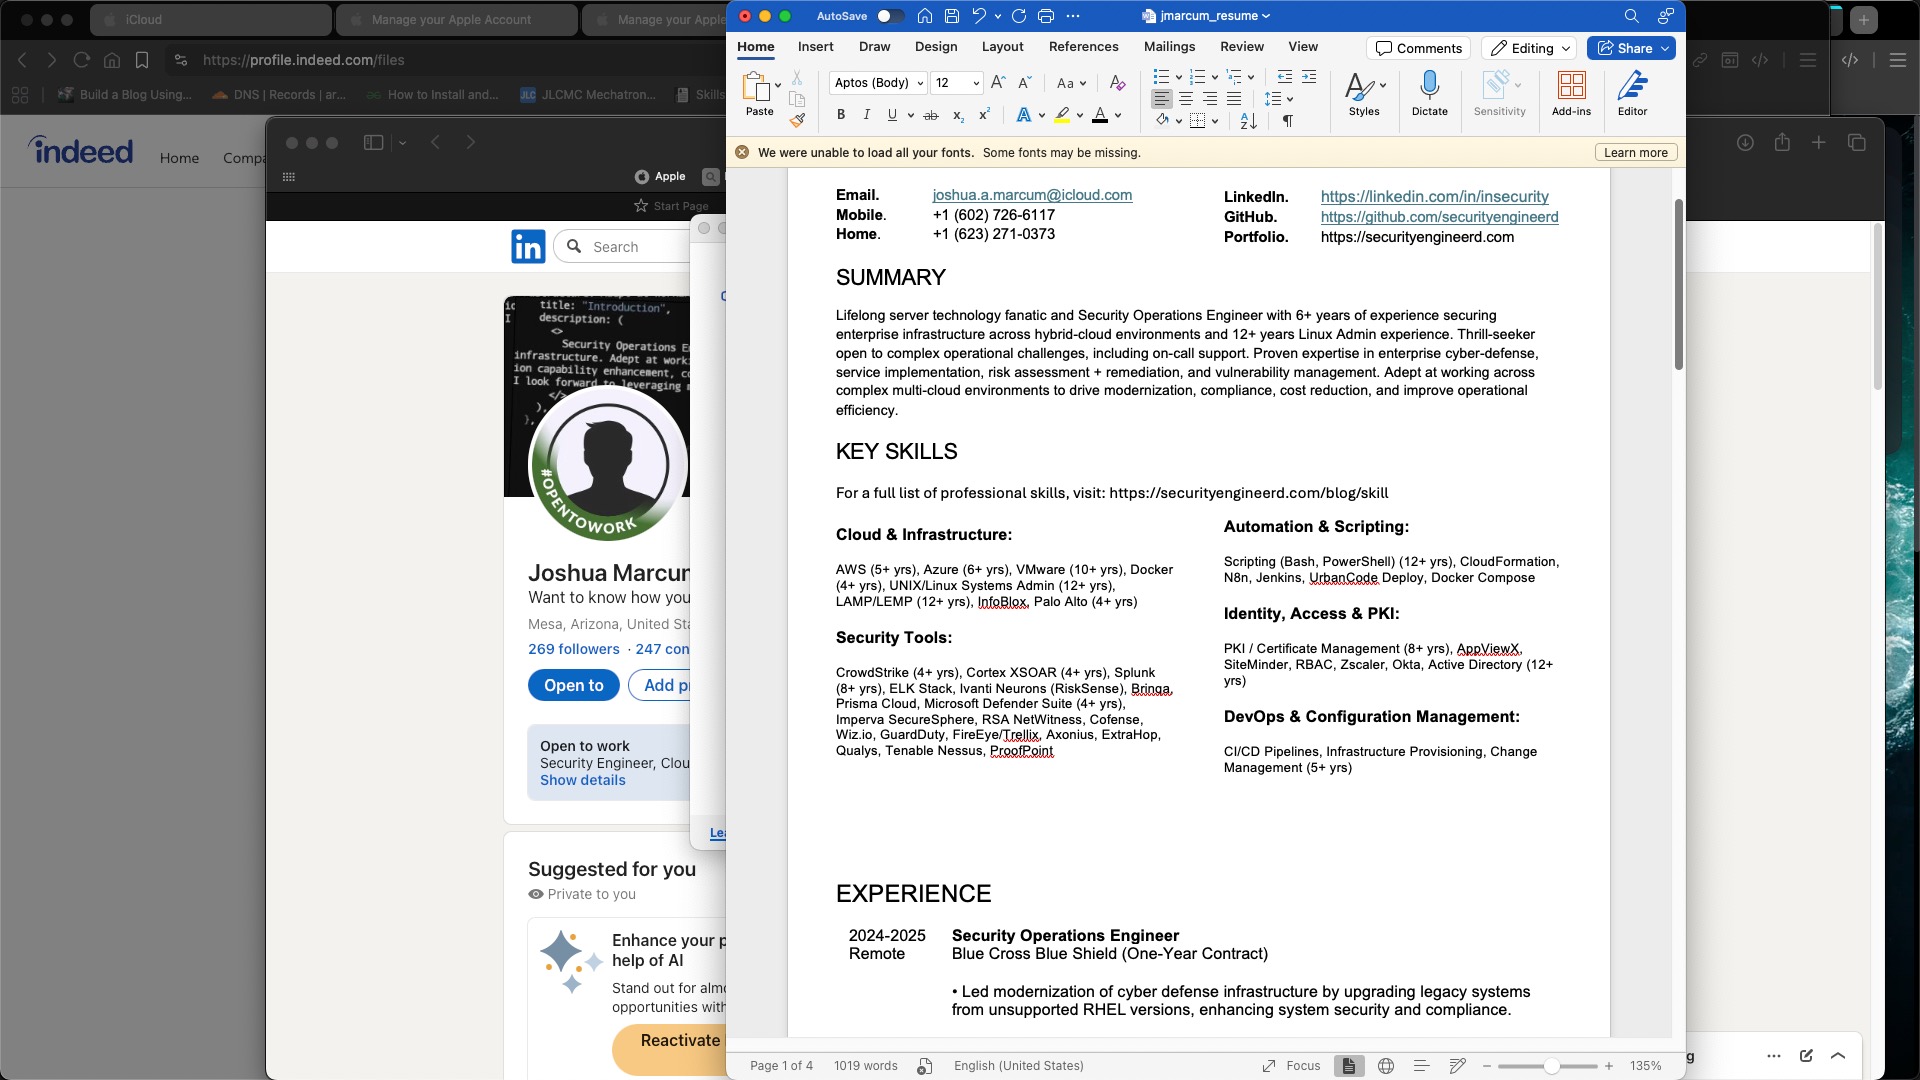 iCloud
Manage your Apple Account
Manage your Apple
https://profile.indeed.com/files
Build a Blog Using...
DNS | Records | ar...
How to Install and...
JLC JLCMC Mechatron...
Skills
indeed
Home
Compa
Apple
Start Page
in
Search
title: "Introduction",
description: (
<>
Security Operations E
infrastructure. Adept at worki
ion capability enhancement, co
I look forward to leveraging
#OPENTOWORK
Joshua Marcum
Want to know how you
Mesa, Arizona, United Sta
269 followers · 247 con
Open to
Add pr
Open to work
Security Engineer, Clou
Show details
Suggested for you
Private to you
Enhance your p
help of AI
Stand out for almo
opportunities with
Reactivate
Lea
AutoSave
jmarcum_resume
Home
Insert
Draw
Design
Layout
References
Mailings
Review
View
Comments
Editing
Share
Paste
Aptos (Body)
12
Aa
B I U ab
Styles
Dictate
Sensitivity
Add-ins
Editor
We were unable to load all your fonts. Some fonts may be missing.
Learn more
Email. joshua.a.marcum@icloud.com
Mobile. +1 (602) 726-6117
Home. +1 (623) 271-0373
LinkedIn. https://linkedin.com/in/insecurity
GitHub. https://github.com/securityengineerd
Portfolio. https://securityengineerd.com
SUMMARY
Lifelong server technology fanatic and Security Operations Engineer with 6+ years of experience securing
enterprise infrastructure across hybrid-cloud environments and 12+ years Linux Admin experience. Thrill-seeker
open to complex operational challenges, including on-call support. Proven expertise in enterprise cyber-defense,
service implementation, risk assessment + remediation, and vulnerability management. Adept at working across
complex multi-cloud environments to drive modernization, compliance, cost reduction, and improve operational
efficiency.
KEY SKILLS
For a full list of professional skills, visit: https://securityengineerd.com/blog/skill
Cloud & Infrastructure:
AWS (5+ yrs), Azure (6+ yrs), VMware (10+ yrs), Docker
(4+ yrs), UNIX/Linux Systems Admin (12+ yrs),
LAMP/LEMP (12+ yrs), InfoBlox, Palo Alto (4+ yrs)
Security Tools:
CrowdStrike (4+ yrs), Cortex XSOAR (4+ yrs), Splunk
(8+ yrs), ELK Stack, Ivanti Neurons (RiskSense), Brinqa,
Prisma Cloud, Microsoft Defender Suite (4+ yrs),
Imperva SecureSphere, RSA NetWitness, Cofense,
Wiz.io, GuardDuty, FireEye/Trellix, Axonius, ExtraHop,
Qualys, Tenable Nessus, ProofPoint
Automation & Scripting:
Scripting (Bash, PowerShell) (12+ yrs), CloudFormation,
N8n, Jenkins, UrbanCode Deploy, Docker Compose
Identity, Access & PKI:
PKI / Certificate Management (8+ yrs), AppViewX,
SiteMinder, RBAC, Zscaler, Okta, Active Directory (12+
yrs)
DevOps & Configuration Management:
CI/CD Pipelines, Infrastructure Provisioning, Change
Management (5+ yrs)
EXPERIENCE
2024-2025 Security Operations Engineer
Remote Blue Cross Blue Shield (One-Year Contract)
• Led modernization of cyber defense infrastructure by upgrading legacy systems
from unsupported RHEL versions, enhancing system security and compliance.
Page 1 of 4
1019 words
English (United States)
Focus
135%
g